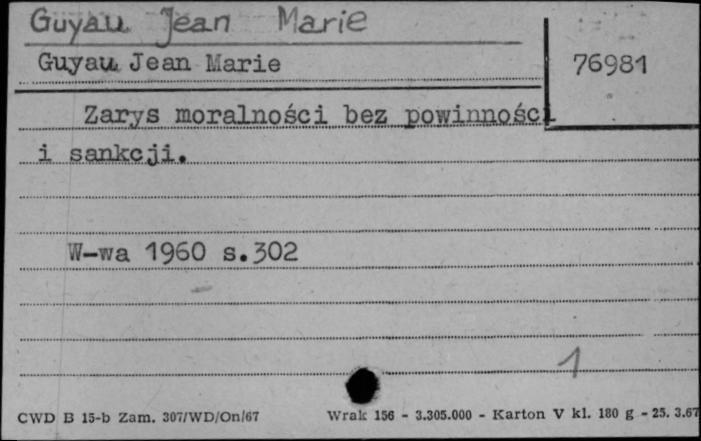 Guyau Jean Marie
Guyau Jean Marie
76981
Zarys moralności bez powinności
i sankcji.
W-wa 1960 s.302
1
CWD B 15-b Zam. 307/WD/On/67 Wrak 156 - 3.305.000 - Karton V kl. 180 g - 25. 3.67